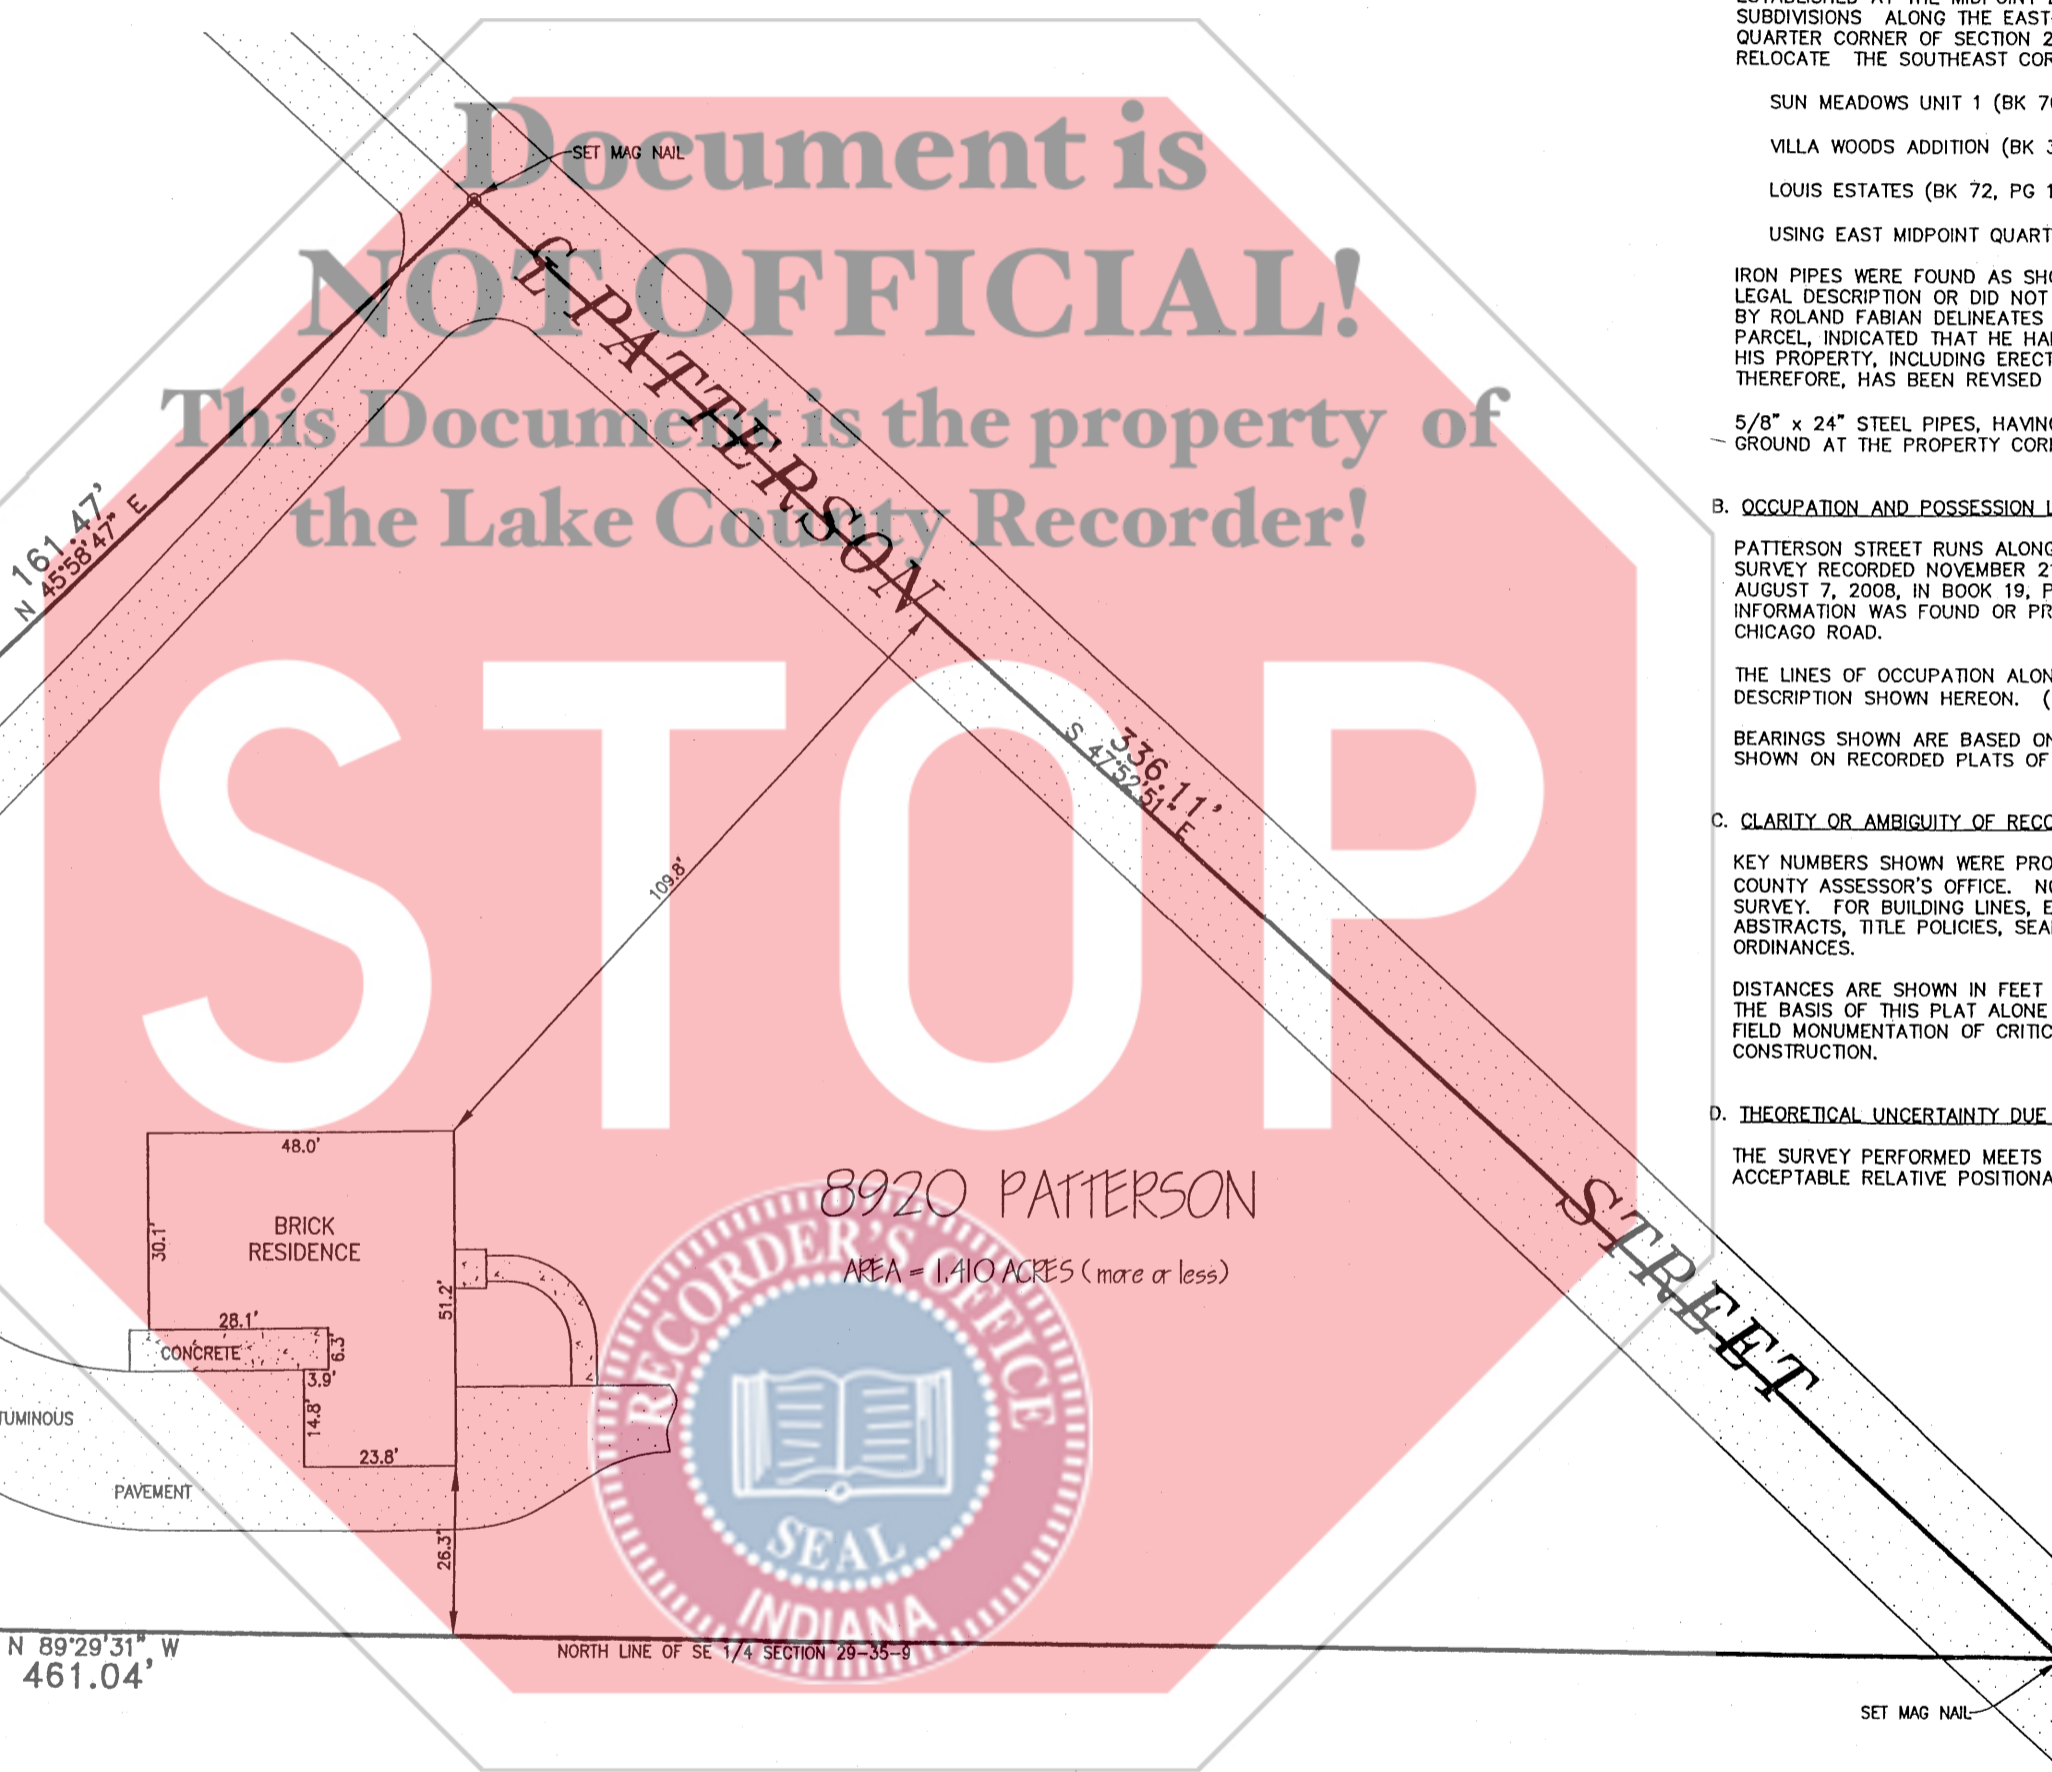 Document is
NOT OFFICIAL!
This Document is the property of
the Lake County Recorder!
STOP
RECORDER'S OFFICE
SEAL
INDIANA
SET MAG NAIL
℄ PATTERSON STREET
161.47'
N 45°58'47" E
336.11'
S 47°52'51" E
109.8'
48.0'
BRICK
RESIDENCE
30.1'
51.2'
28.1'
CONCRETE
6.3'
3.9'
14.8'
23.8'
TUMINOUS
PAVEMENT
26.3'
8920 PATTERSON
AREA = 1.410 ACRES (more or less)
N 89°29'31" W
461.04'
NORTH LINE OF SE 1/4 SECTION 29-35-9
SET MAG NAIL
SUBDIVISIONS ALONG THE EAST
QUARTER CORNER OF SECTION 2
RELOCATE THE SOUTHEAST COR
SUN MEADOWS UNIT 1 (BK 70
VILLA WOODS ADDITION (BK 3
LOUIS ESTATES (BK 72, PG 1
USING EAST MIDPOINT QUART
IRON PIPES WERE FOUND AS SHO
LEGAL DESCRIPTION OR DID NOT
BY ROLAND FABIAN DELINEATES
PARCEL, INDICATED THAT HE HA
HIS PROPERTY, INCLUDING ERECT
THEREFORE, HAS BEEN REVISED
5/8" x 24" STEEL PIPES, HAVING
GROUND AT THE PROPERTY COR
B. OCCUPATION AND POSSESSION L
PATTERSON STREET RUNS ALONG
SURVEY RECORDED NOVEMBER 2
AUGUST 7, 2008, IN BOOK 19, P
INFORMATION WAS FOUND OR PR
CHICAGO ROAD.
THE LINES OF OCCUPATION ALON
DESCRIPTION SHOWN HEREON. (
BEARINGS SHOWN ARE BASED ON
SHOWN ON RECORDED PLATS OF
C. CLARITY OR AMBIGUITY OF RECO
KEY NUMBERS SHOWN WERE PRO
COUNTY ASSESSOR'S OFFICE. NO
SURVEY. FOR BUILDING LINES, E
ABSTRACTS, TITLE POLICIES, SEA
ORDINANCES.
DISTANCES ARE SHOWN IN FEET
THE BASIS OF THIS PLAT ALONE
FIELD MONUMENTATION OF CRITIC
CONSTRUCTION.
D. THEORETICAL UNCERTAINTY DUE
THE SURVEY PERFORMED MEETS
ACCEPTABLE RELATIVE POSITIONA